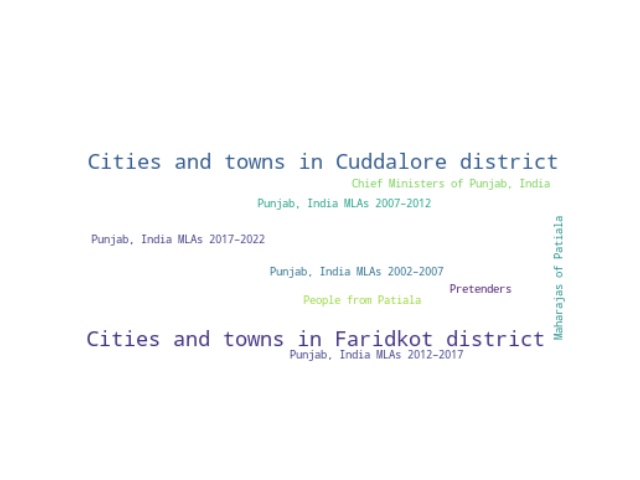 Cities and towns in Cuddalore district
Chief Ministers of Punjab, India
Punjab, India MLAs 2007–2012
Punjab, India MLAs 2017–2022
Maharajas of Patiala
Punjab, India MLAs 2002–2007
Pretenders
People from Patiala
Cities and towns in Faridkot district
Punjab, India MLAs 2012–2017